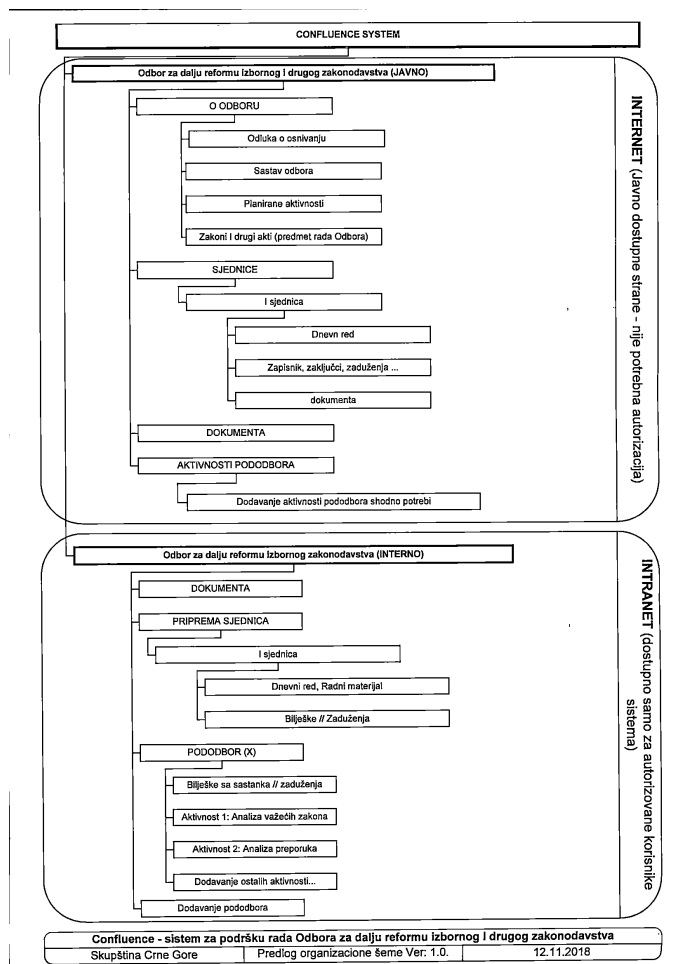 CONFLUENCE SYSTEM
Odbor za dalju reformu izbornog I drugog zakonodavstva (JAVNO)
O ODBORU
Odluka o osnivanju
Sastav odbora
Planirane aktivnosti
Zakoni I drugi akti (predmet rada Odbora)
SJEDNICE
I sjednica
Dnevn red
Zapisnik, zaključci, zaduženja ...
dokumenta
DOKUMENTA
AKTIVNOSTI PODODBORA
Dodavanje aktivnosti pododbora shodno potrebi
INTERNET (Javno dostupne strane - nije potrebna autorizacija)
Odbor za dalju reformu izbornog zakonodavstva (INTERNO)
DOKUMENTA
PRIPREMA SJEDNICA
I sjednica
Dnevni red, Radni materijal
Bilješke // Zaduženja
PODODBOR (X)
Bilješke sa sastanka // zaduženja
Aktivnost 1: Analiza važećih zakona
Aktivnost 2: Analiza preporuka
Dodavanje ostalih aktivnosti...
Dodavanje pododbora
INTRANET (dostupno samo za autorizovane korisnike
sistema)
Confluence - sistem za podršku rada Odbora za dalju reformu izbornog I drugog zakonodavstva
Skupština Crne Gore Predlog organizacione šeme Ver: 1.0. 12.11.2018